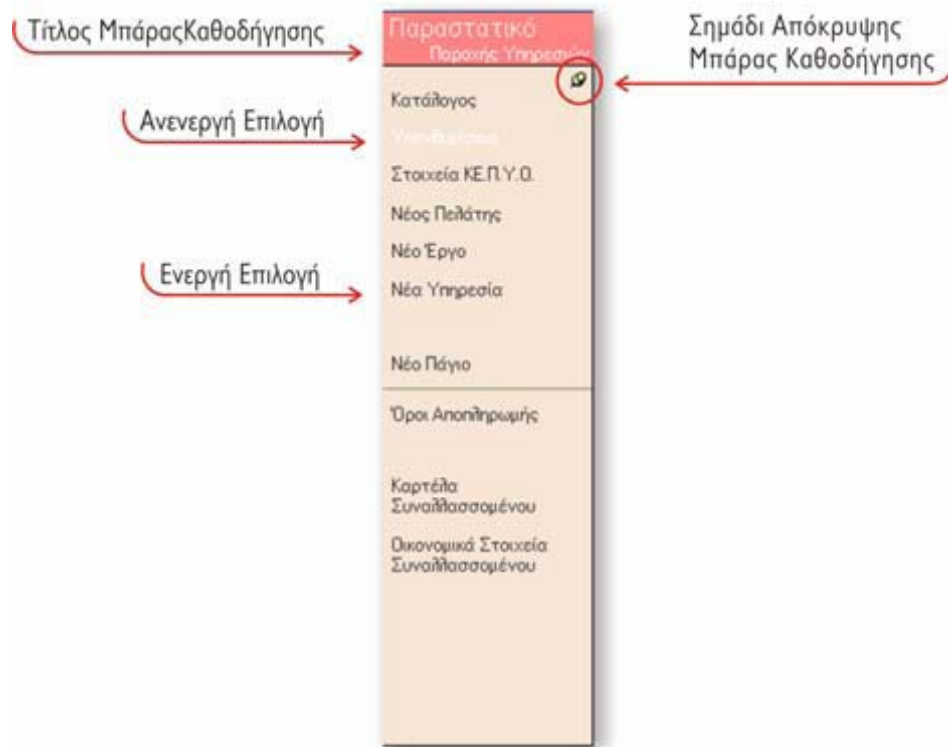 Τίτλος ΜπάραςΚαθοδήγησης
Παραστατικό
Παροχής Υπηρεσιών
Σημάδι Απόκρυψης
Μπάρας Καθοδήγησης
Κατάλογος
Ανενεργή Επιλογή
Στοιχεία ΚΕ.Π.Υ.Ο.
Νέος Πελάτης
Νέο Έργο
Ενεργή Επιλογή
Νέα Υπηρεσία
Νέο Πάγιο
Όροι Αποπληρωμής
Καρτέλα
Συναλλασσομένου
Οικονομικά Στοιχεία
Συναλλασσομένου